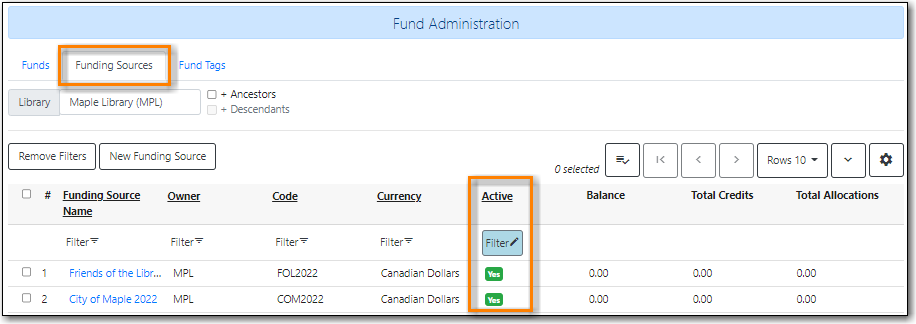 Fund Administration
Funds Funding Sources Fund Tags
Library Maple Library (MPL) + Ancestors
+ Descendants
Remove Filters New Funding Source 0 selected Rows 10
# Funding Source Name Owner Code Currency Active Balance Total Credits Total Allocations
Filter Filter Filter Filter Filter
1 Friends of the Libr... MPL FOL2022 Canadian Dollars Yes 0.00 0.00 0.00
2 City of Maple 2022 MPL COM2022 Canadian Dollars Yes 0.00 0.00 0.00